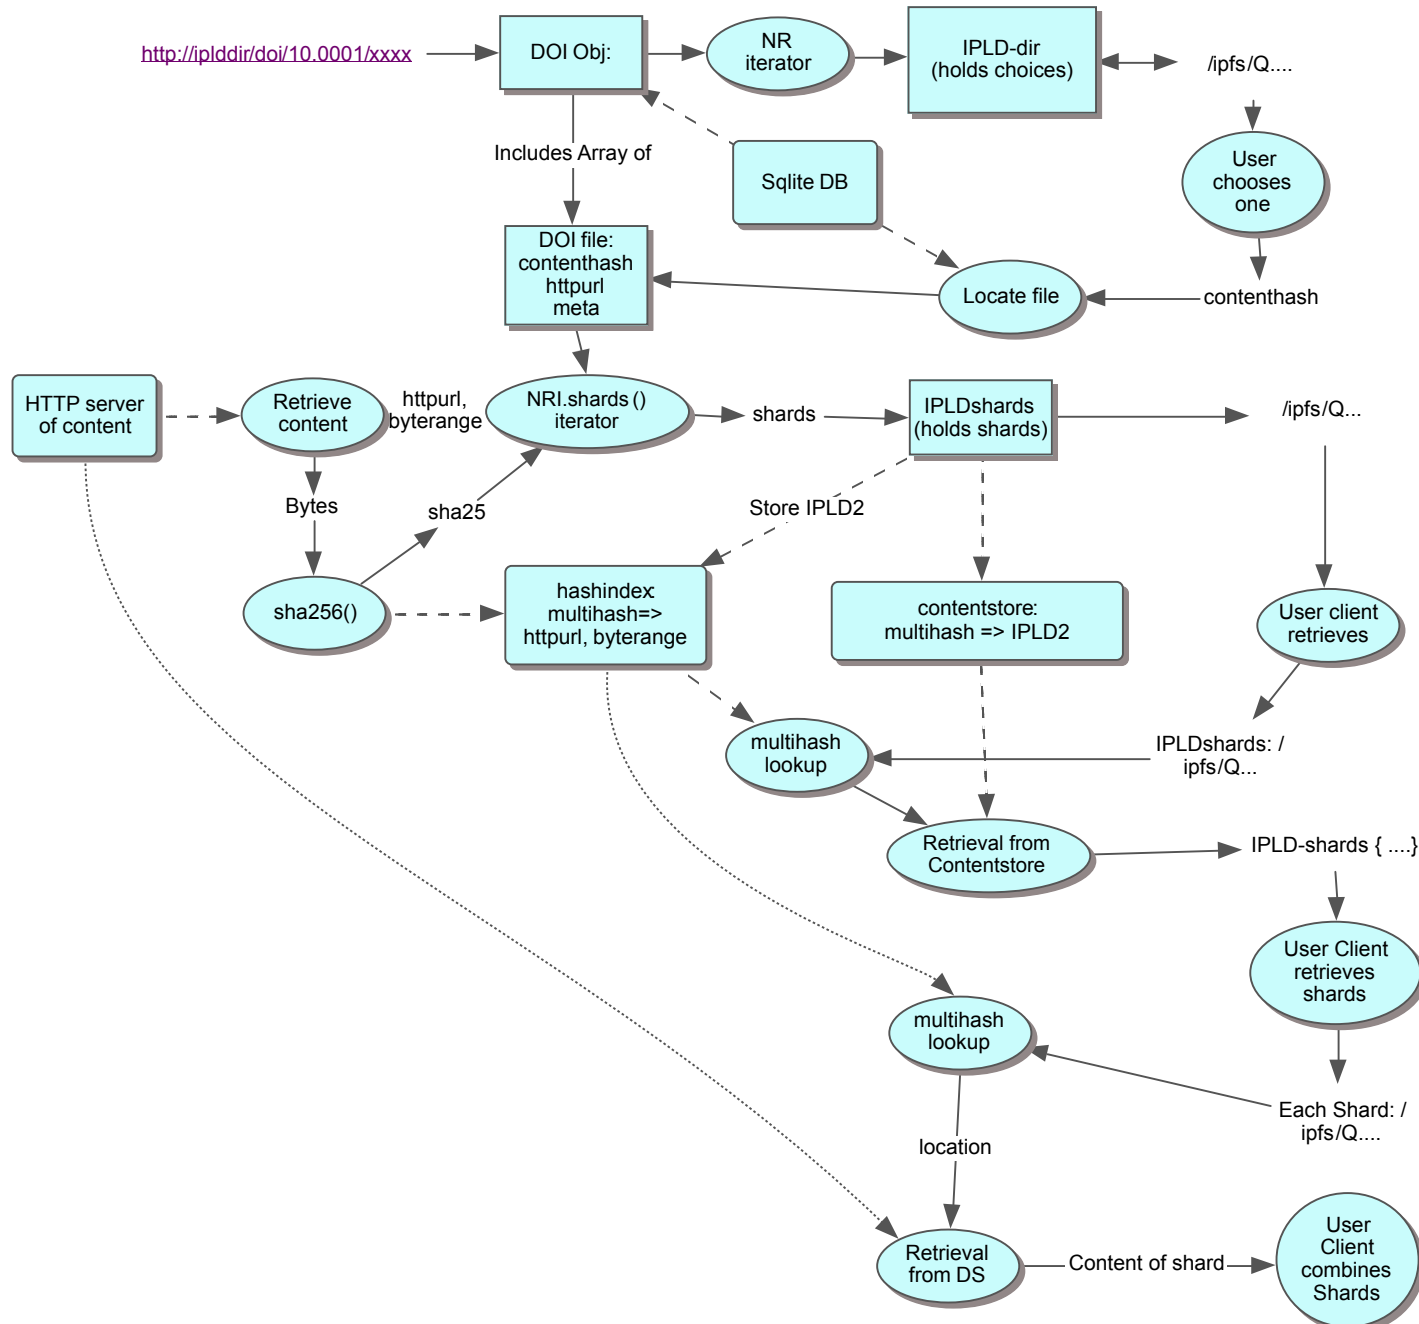 http://iplddir/doi/10.0001/xxxx
DOI Obj:
NR
iterator
IPLD-dir
(holds choices)
/ipfs/Q....
Includes Array of
Sqlite DB
User
chooses
one
DOI file:
contenthash
httpurl
meta
Locate file
contenthash
HTTP server
of content
Retrieve
content
httpurl,
byterange
NRI.shards ()
iterator
shards
IPLDshards
(holds shards)
/ipfs/Q...
Bytes
sha25
Store IPLD2
sha256()
hashindex
multihash=>
httpurl, byterange
contentstore:
multihash => IPLD2
User client
retrieves
multihash
lookup
IPLDshards: /
ipfs/Q...
Retrieval from
Contentstore
IPLD-shards { ....}
User Client
retrieves
shards
multihash
lookup
Each Shard: /
ipfs/Q....
location
Retrieval
from DS
Content of shard
User
Client
combines
Shards